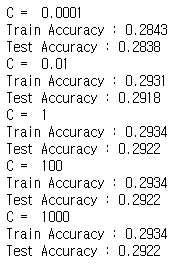 C =  0.0001
Train Accuracy : 0.2843
Test Accuracy : 0.2838
C =  0.01
Train Accuracy : 0.2931
Test Accuracy : 0.2918
C =  1
Train Accuracy : 0.2934
Test Accuracy : 0.2922
C =  100
Train Accuracy : 0.2934
Test Accuracy : 0.2922
C =  1000
Train Accuracy : 0.2934
Test Accuracy : 0.2922